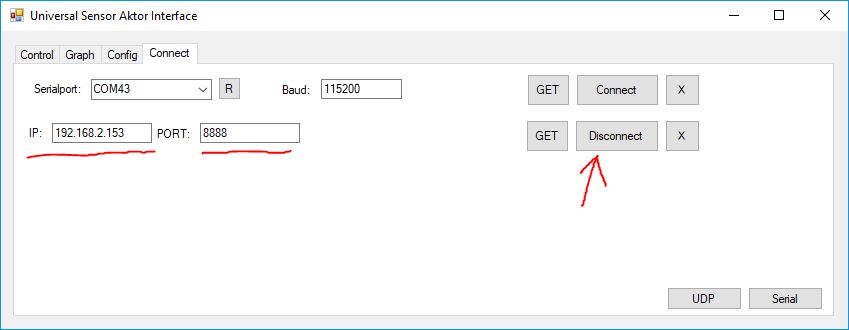 Universal Sensor Aktor Interface
Control Graph Config Connect
Serialport: COM43 R Baud: 115200 GET Connect X
IP: 192.168.2.153 PORT: 8888 GET Disconnect X
UDP Serial